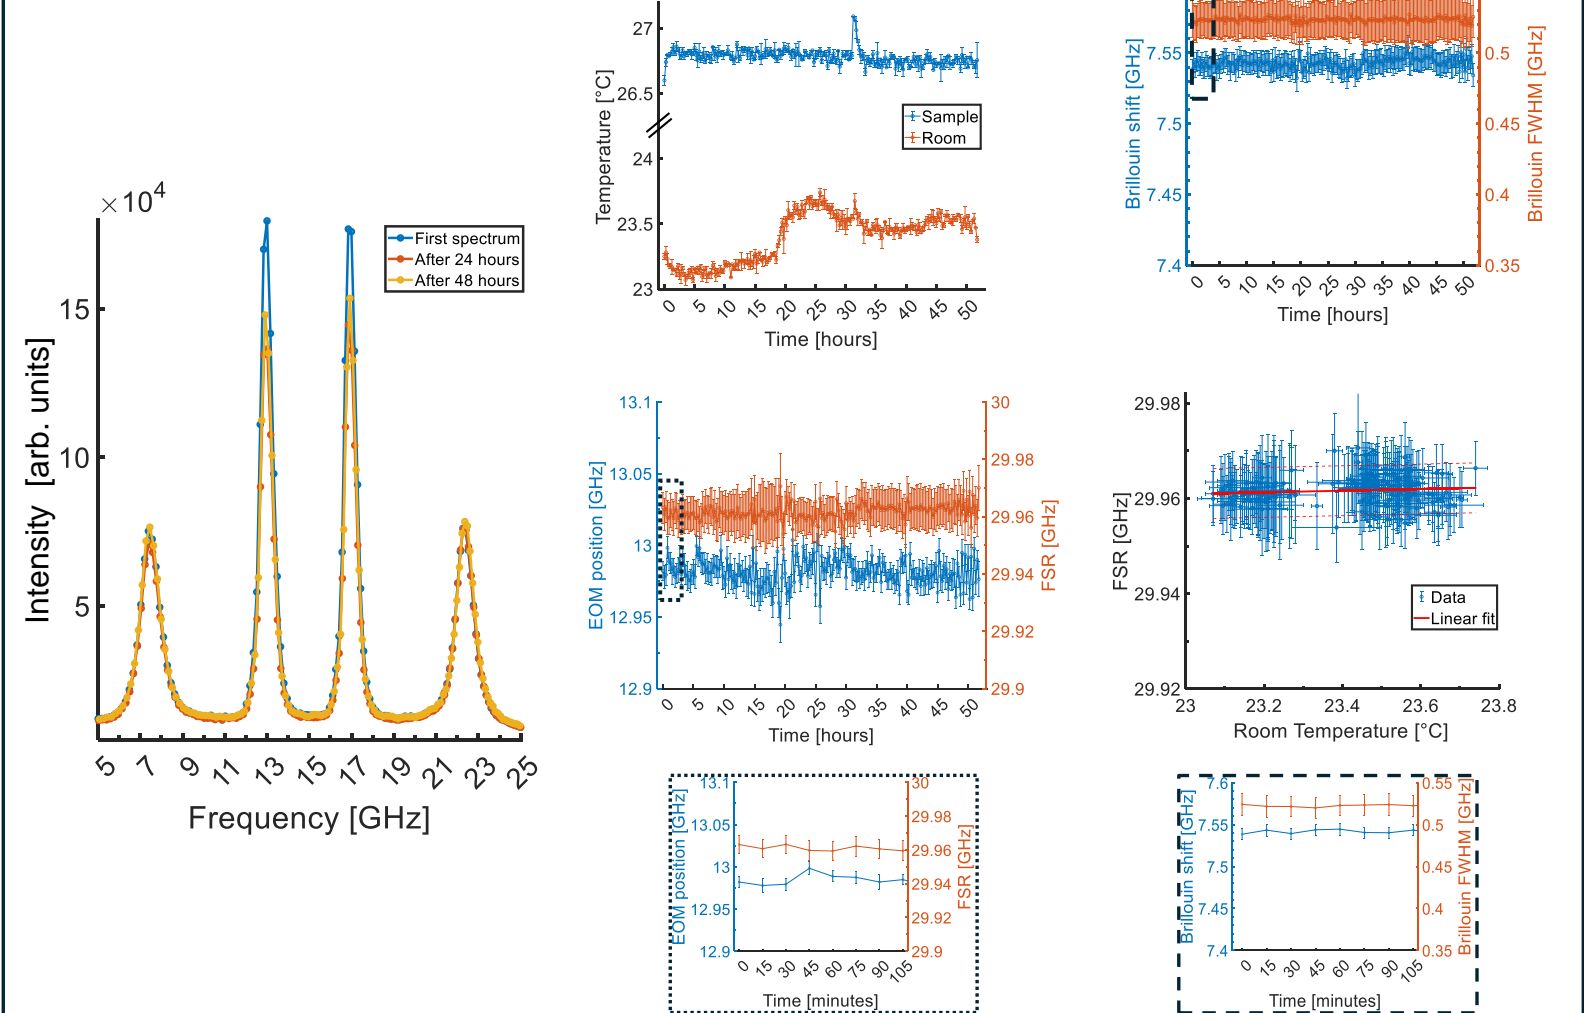 ×10⁴
15
10
5
Intensity [arb. units]
First spectrum
After 24 hours
After 48 hours
5 7 9 11 13 15 17 19 21 23 25
Frequency [GHz]
27
26.5
24
23.5
23
Temperature [°C]
Sample
Room
0 5 10 15 20 25 30 35 40 45 50
Time [hours]
7.55
7.5
7.45
7.4
Brillouin shift [GHz]
0.5
0.45
0.4
0.35
Brillouin FWHM [GHz]
0 5 10 15 20 25 30 35 40 45 50
Time [hours]
13.1
13.05
13
12.95
12.9
EOM position [GHz]
30
29.98
29.96
29.94
29.92
29.9
FSR [GHz]
0 5 10 15 20 25 30 35 40 45 50
Time [hours]
29.98
29.96
29.94
29.92
FSR [GHz]
Data
Linear fit
23 23.2 23.4 23.6 23.8
Room Temperature [°C]
13.1
13.05
13
12.95
12.9
EOM position [GHz]
30
29.98
29.96
29.94
29.92
29.9
FSR [GHz]
0 15 30 45 60 75 90 105
Time [minutes]
7.6
7.55
7.5
7.45
7.4
Brillouin shift [GHz]
0.55
0.5
0.45
0.4
0.35
Brillouin FWHM [GHz]
0 15 30 45 60 75 90 105
Time [minutes]